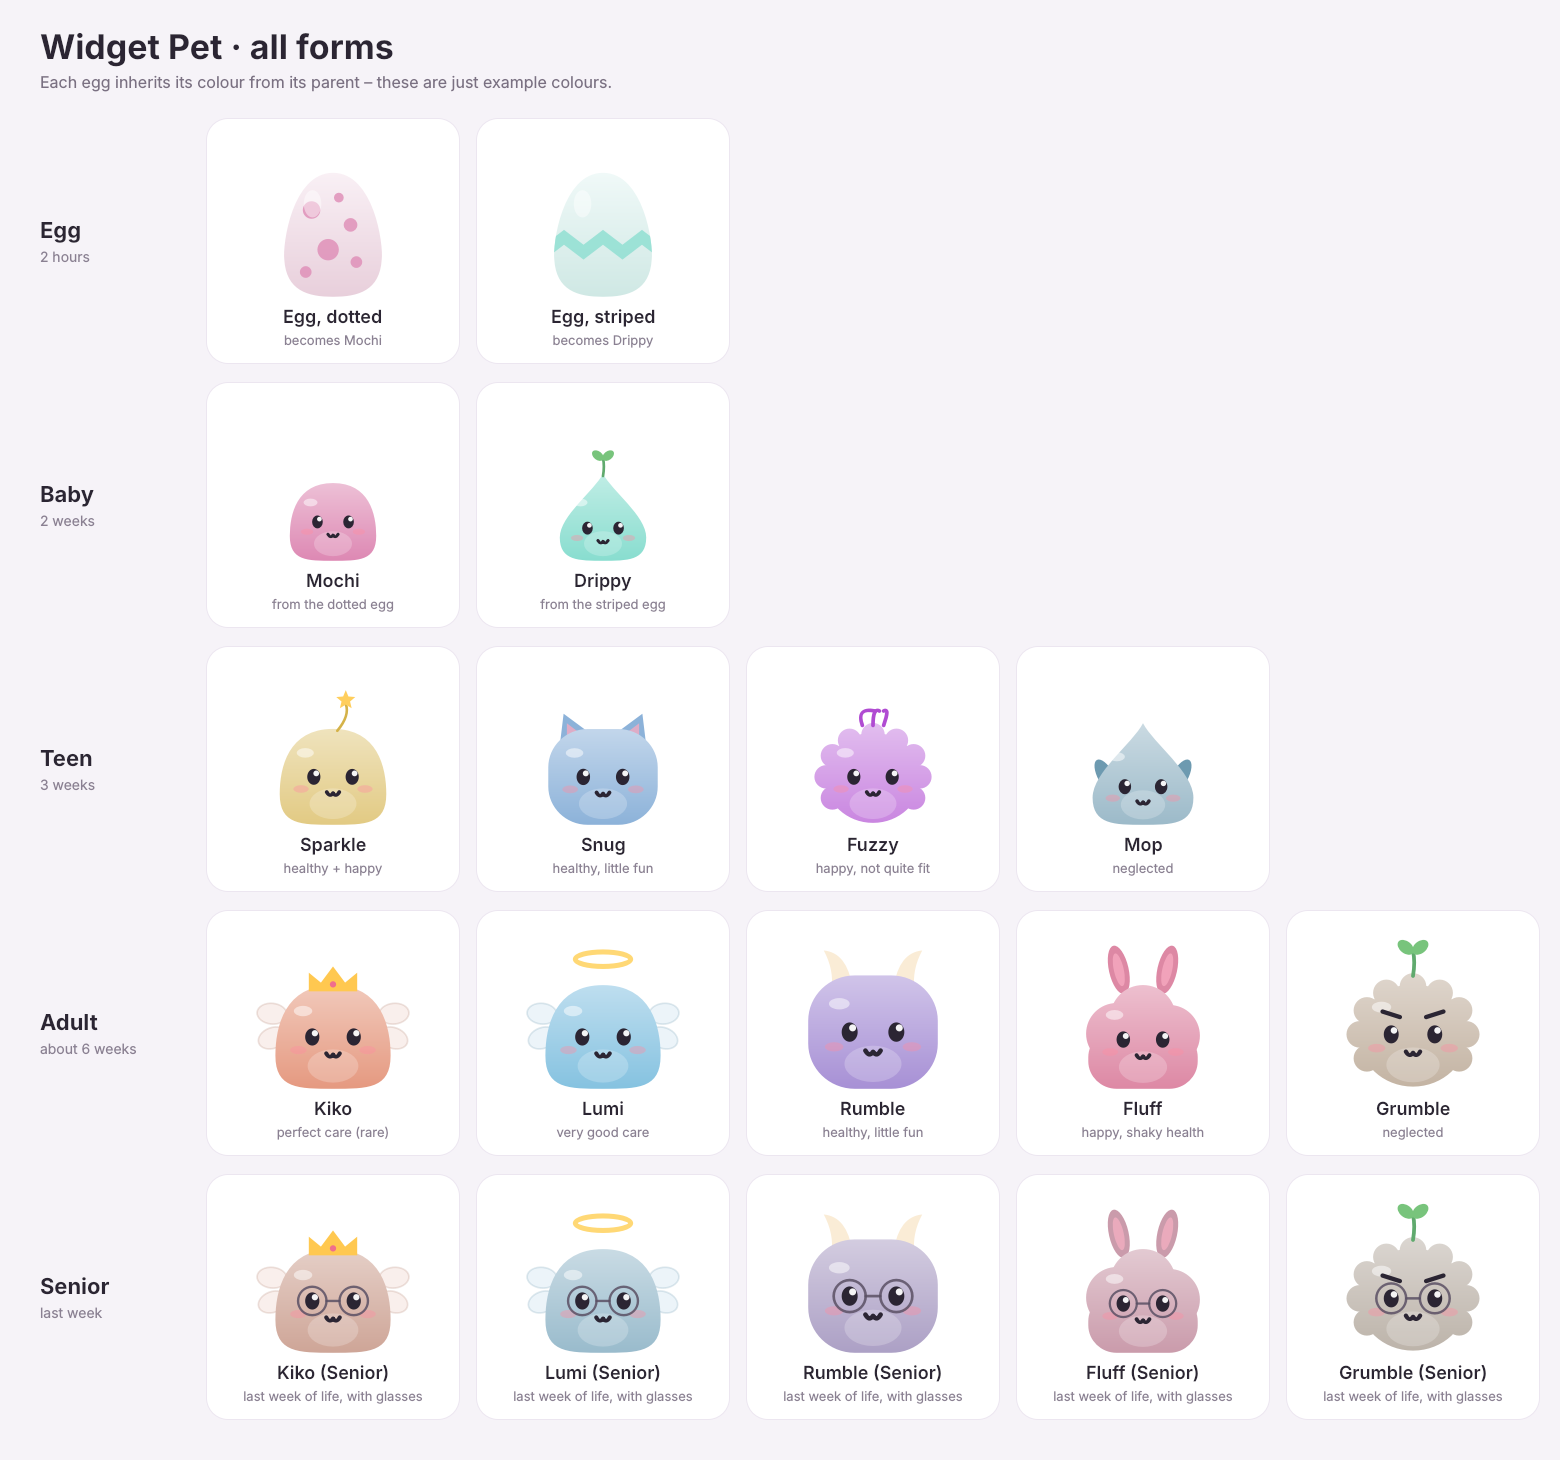 Widget Pet · all forms
Each egg inherits its colour from its parent – these are just example colours.
Egg
2 hours
Egg, dotted
becomes Mochi
Egg, striped
becomes Drippy
Baby
2 weeks
Mochi
from the dotted egg
Drippy
from the striped egg
Teen
3 weeks
Sparkle
healthy + happy
Snug
healthy, little fun
Fuzzy
happy, not quite fit
Mop
neglected
Adult
about 6 weeks
Kiko
perfect care (rare)
Lumi
very good care
Rumble
healthy, little fun
Fluff
happy, shaky health
Grumble
neglected
Senior
last week
Kiko (Senior)
last week of life, with glasses
Lumi (Senior)
last week of life, with glasses
Rumble (Senior)
last week of life, with glasses
Fluff (Senior)
last week of life, with glasses
Grumble (Senior)
last week of life, with glasses